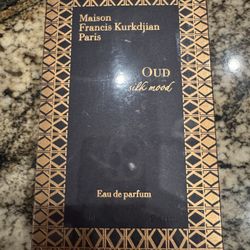 Maison
Francis Kurkdjian
Paris
OUD
silk mood
Eau de parfum